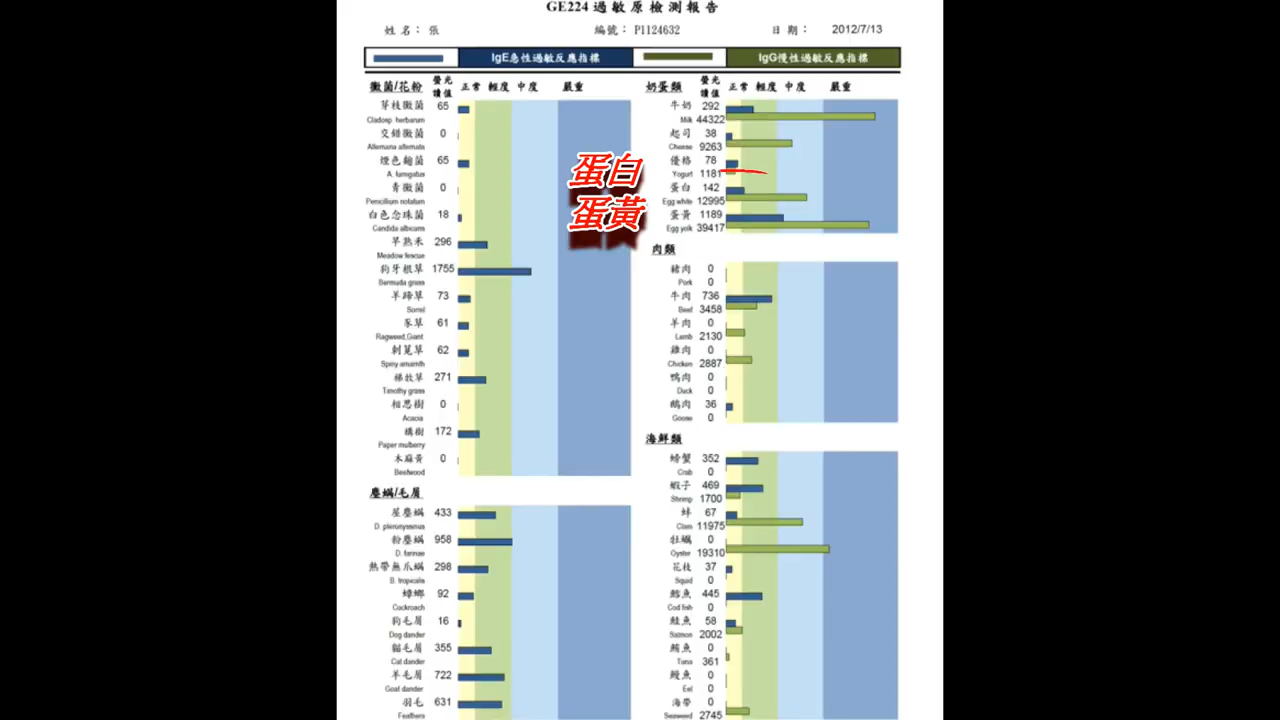 GE224過敏原檢測報告
姓名：張 編號：P1124632 日期： 2012/7/13
IgE急性過敏反應指標 IgG慢性過敏反應指標
黴菌/花粉 螢光讀值 正常 輕度 中度 嚴重
芽枝黴菌 65
Cladosp. herbarum
交錯黴菌 0
Alternaria alternata
煙色麴菌 65
A. fumigatus
青黴菌 0
Penicillium notatum
白色念珠菌 18
Candida albicans
早熟禾 296
Meadow fescue
狗牙根草 1755
Bermuda grass
羊蹄草 73
Sorrel
豕草 61
Ragweed,Giant
刺莧草 62
Spiny amarnth
梯牧草 271
Timothy grass
相思樹 0
Acacia
構樹 172
Paper mulberry
木麻黃 0
Beefwood
塵蟎/毛屑
屋塵蟎 433
D. pteronyssinus
粉塵蟎 958
D. farinae
熱帶無爪蟎 298
B. tropicalis
蟑螂 92
Cockroach
狗毛屑 16
Dog dander
貓毛屑 355
Cat dander
羊毛屑 722
Goat dander
羽毛 631
Feathers
蛋白
蛋黃
奶蛋類 螢光讀值 正常 輕度 中度 嚴重
牛奶 292
Milk 44322
起司 38
Cheese 9263
優格 78
Yogurt 1181
蛋白 142
Egg white 12995
蛋黃 1189
Egg yolk 39417
肉類
豬肉 0
Pork 0
牛肉 736
Beef 3458
羊肉 0
Lamb 2130
雞肉 0
Chicken 2887
鴨肉 0
Duck 0
鵝肉 36
Goose 0
海鮮類
螃蟹 352
Crab 0
蝦子 469
Shrimp 1700
蚌 67
Clam 11975
牡蠣 0
Oyster 19310
花枝 37
Squid 0
鱈魚 445
Cod fish 0
鮭魚 58
Salmon 2002
鮪魚 0
Tuna 361
鰻魚 0
Eel 0
海帶 0
Seaweed 2745